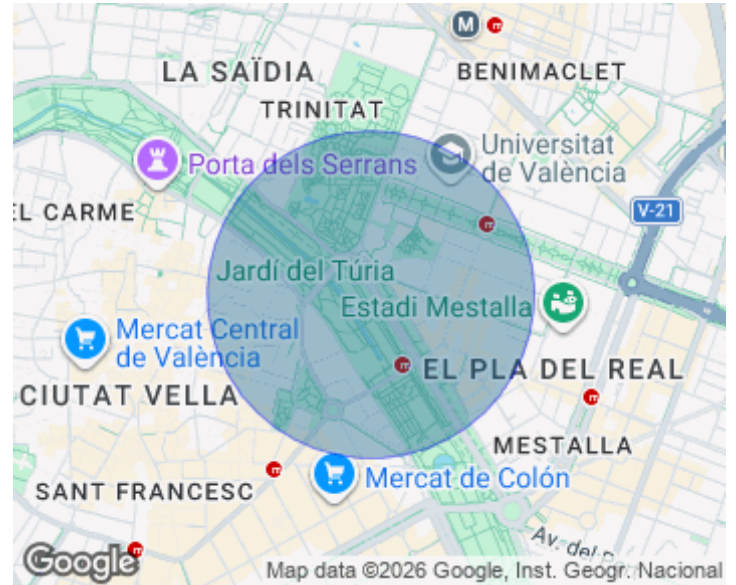 M
LA SAÏDIA
BENIMACLET
TRINITAT
Universitat
de València
Porta dels Serrans
EL CARME
V-21
Jardí del Túria
Estadi Mestalla
Mercat Central
de València
EL PLA DEL REAL
CIUTAT VELLA
MESTALLA
Mercat de Colón
SANT FRANCESC
Av. del
Google
Map data ©2026 Google, Inst. Geogr. Nacional